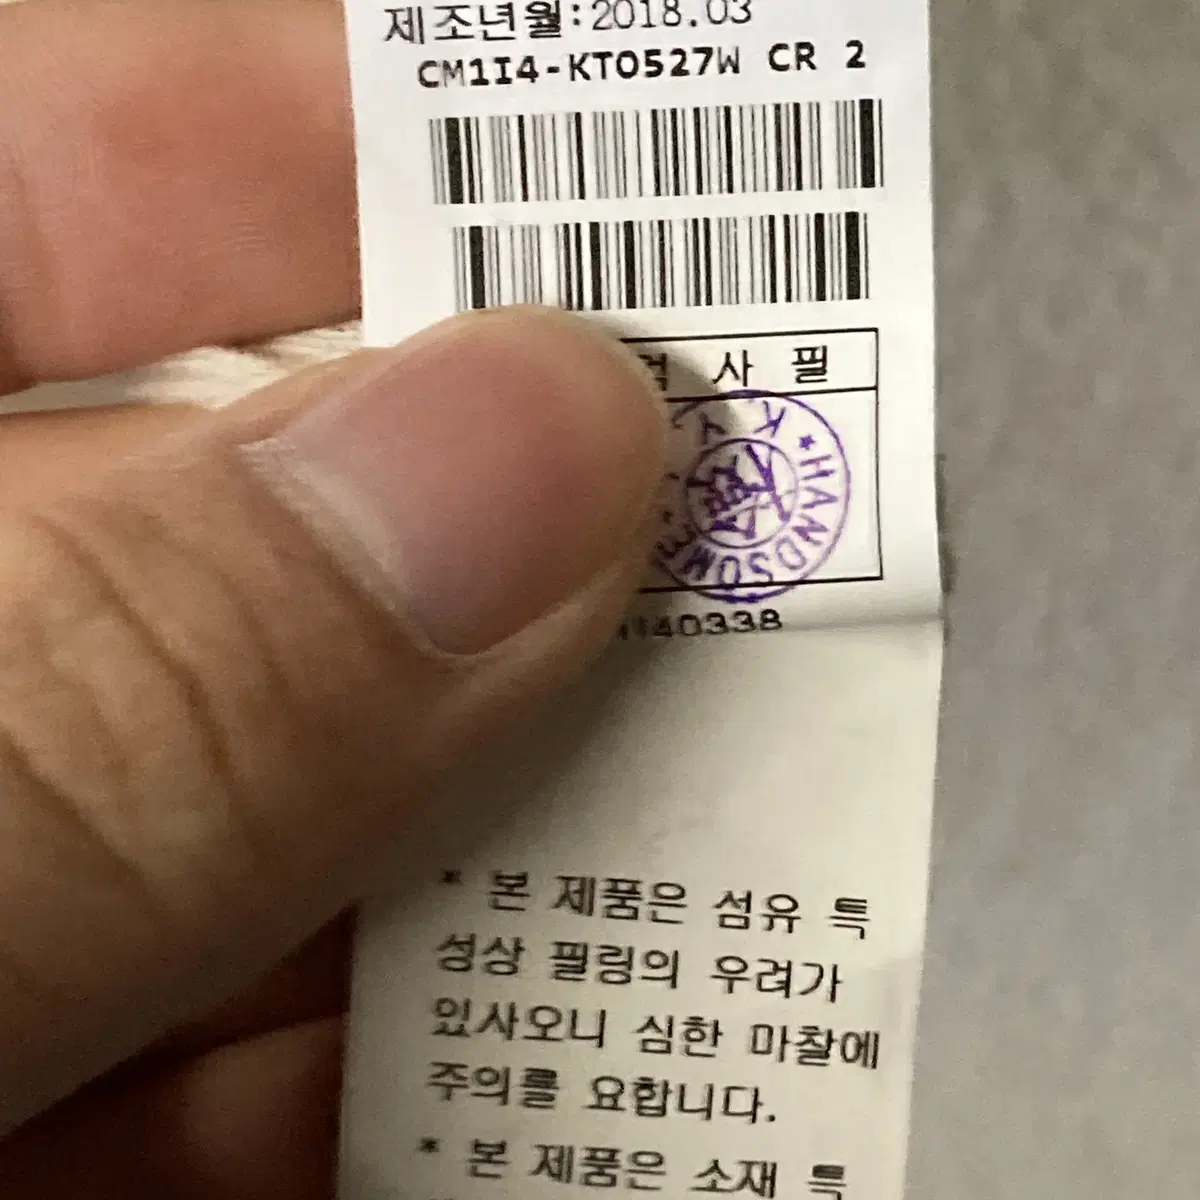 제조년월:2018.03
CM1I4-KT0527W CR 2
검 사 필
★HANDSOME
40338
* 본 제품은 섬유 특
성상 필링의 우려가
있사오니 심한 마찰에
주의를 요합니다.
* 본 제품은 소재 특